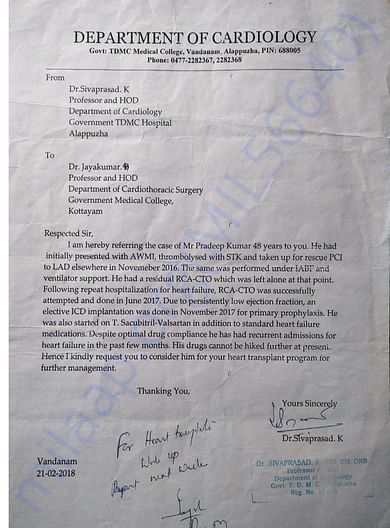 DEPARTMENT OF CARDIOLOGY
Govt: TDMC Medical College, Vandanam, Alappuzha, PIN: 688005
Phone: 0477-2282367, 2282368
From
Dr.Sivaprasad. K
Professor and HOD
Department of Cardiology
Government TDMC Hospital
Alappuzha
To
Dr. Jayakumar.
Professor and HOD
Department of Cardiothoracic Surgery
Government Medical College,
Kottayam
Respected Sir,
I am hereby referring the case of Mr Pradeep Kumar 48 years to you. He had
initially presented with AWMI, thrombolysed with STK and taken up for rescue PCI
to LAD elsewhere in Novemeber 2016. The same was performed under IABP and
ventilator support. He had a residual RCA-CTO which was left alone at that point.
Following repeat hospitalization for heart failure, RCA-CTO was successfully
attempted and done in June 2017. Due to persistently low ejection fraction, an
elective ICD implantation was done in November 2017 for primary prophylaxis. He
was also started on T. Sacubitril-Valsartan in addition to standard heart failure
medications. Despite optimal drug compliance he has had recurrent admissions for
heart failure in the past few months. His drugs cannot be hiked further at present.
Hence I kindly request you to consider him for your heart transplant program for
further management.
Thanking You,
Yours Sincerely
Dr.Sivaprasad. K
For Heart
Work up
next week
Vandanam
21-02-2018
Dr. SIVAPRASAD. K
DM, DNB
Professor
Department of Cardiology
Govt T. D. M. C.
Reg. No.